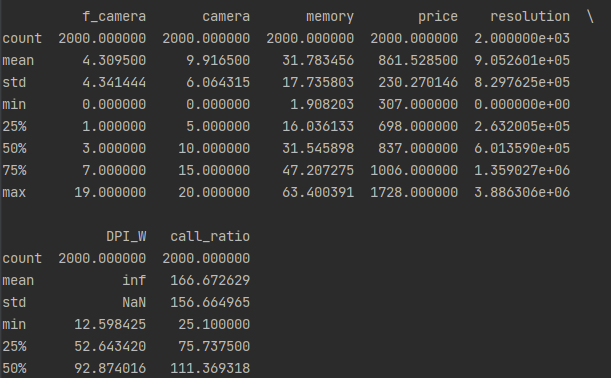 f_camera camera memory price resolution \
count 2000.000000 2000.000000 2000.000000 2000.000000 2.000000e+03
mean 4.309500 9.916500 31.783456 861.528500 9.052601e+05
std 4.341444 6.064315 17.735803 230.270146 8.297625e+05
min 0.000000 0.000000 1.908203 307.000000 0.000000e+00
25% 1.000000 5.000000 16.036133 698.000000 2.632005e+05
50% 3.000000 10.000000 31.545898 837.000000 6.013590e+05
75% 7.000000 15.000000 47.207275 1006.000000 1.359027e+06
max 19.000000 20.000000 63.400391 1728.000000 3.886306e+06
DPI_W call_ratio
count 2000.000000 2000.000000
mean inf 166.672629
std NaN 156.664965
min 12.598425 25.100000
25% 52.643420 75.737500
50% 92.874016 111.369318